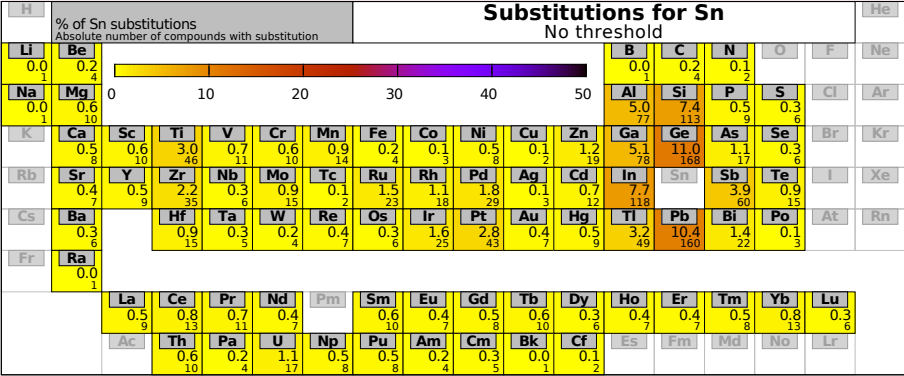 H % of Sn substitutions Substitutions for Sn He
Absolute number of compounds with substitution No threshold
Li Be B C N O F Ne
0.0 0.2 0.0 0.2 0.1
1 4 1 4 2
0 10 20 30 40 50
Na Mg Al Si P S Cl Ar
0.0 0.6 5.0 7.4 0.5 0.3
1 10 77 113 9 6
K Ca Sc Ti V Cr Mn Fe Co Ni Cu Zn Ga Ge As Se Br Kr
0.5 0.6 3.0 0.7 0.6 0.9 0.2 0.1 0.5 0.1 1.2 5.1 11.0 1.1 0.3
8 10 46 11 10 14 4 3 8 2 19 78 168 17 6
Rb Sr Y Zr Nb Mo Tc Ru Rh Pd Ag Cd In Sn Sb Te I Xe
0.4 0.5 2.2 0.3 0.9 0.1 1.5 1.1 1.8 0.1 0.7 7.7 3.9 0.9
7 9 35 6 15 2 23 18 29 3 12 118 60 15
Cs Ba Hf Ta W Re Os Ir Pt Au Hg Tl Pb Bi Po At Rn
0.3 0.9 0.3 0.2 0.4 0.3 1.6 2.8 0.4 0.5 3.2 10.4 1.4 0.1
6 15 5 4 7 6 25 43 7 9 49 160 22 3
Fr Ra
0.0
1
La Ce Pr Nd Pm Sm Eu Gd Tb Dy Ho Er Tm Yb Lu
0.5 0.8 0.7 0.4 0.6 0.4 0.5 0.6 0.3 0.4 0.4 0.5 0.8 0.3
9 13 11 7 10 7 8 10 6 7 7 8 13 6
Ac Th Pa U Np Pu Am Cm Bk Cf Es Fm Md No Lr
0.6 0.2 1.1 0.5 0.5 0.2 0.3 0.0 0.1
10 4 17 8 8 4 5 1 2